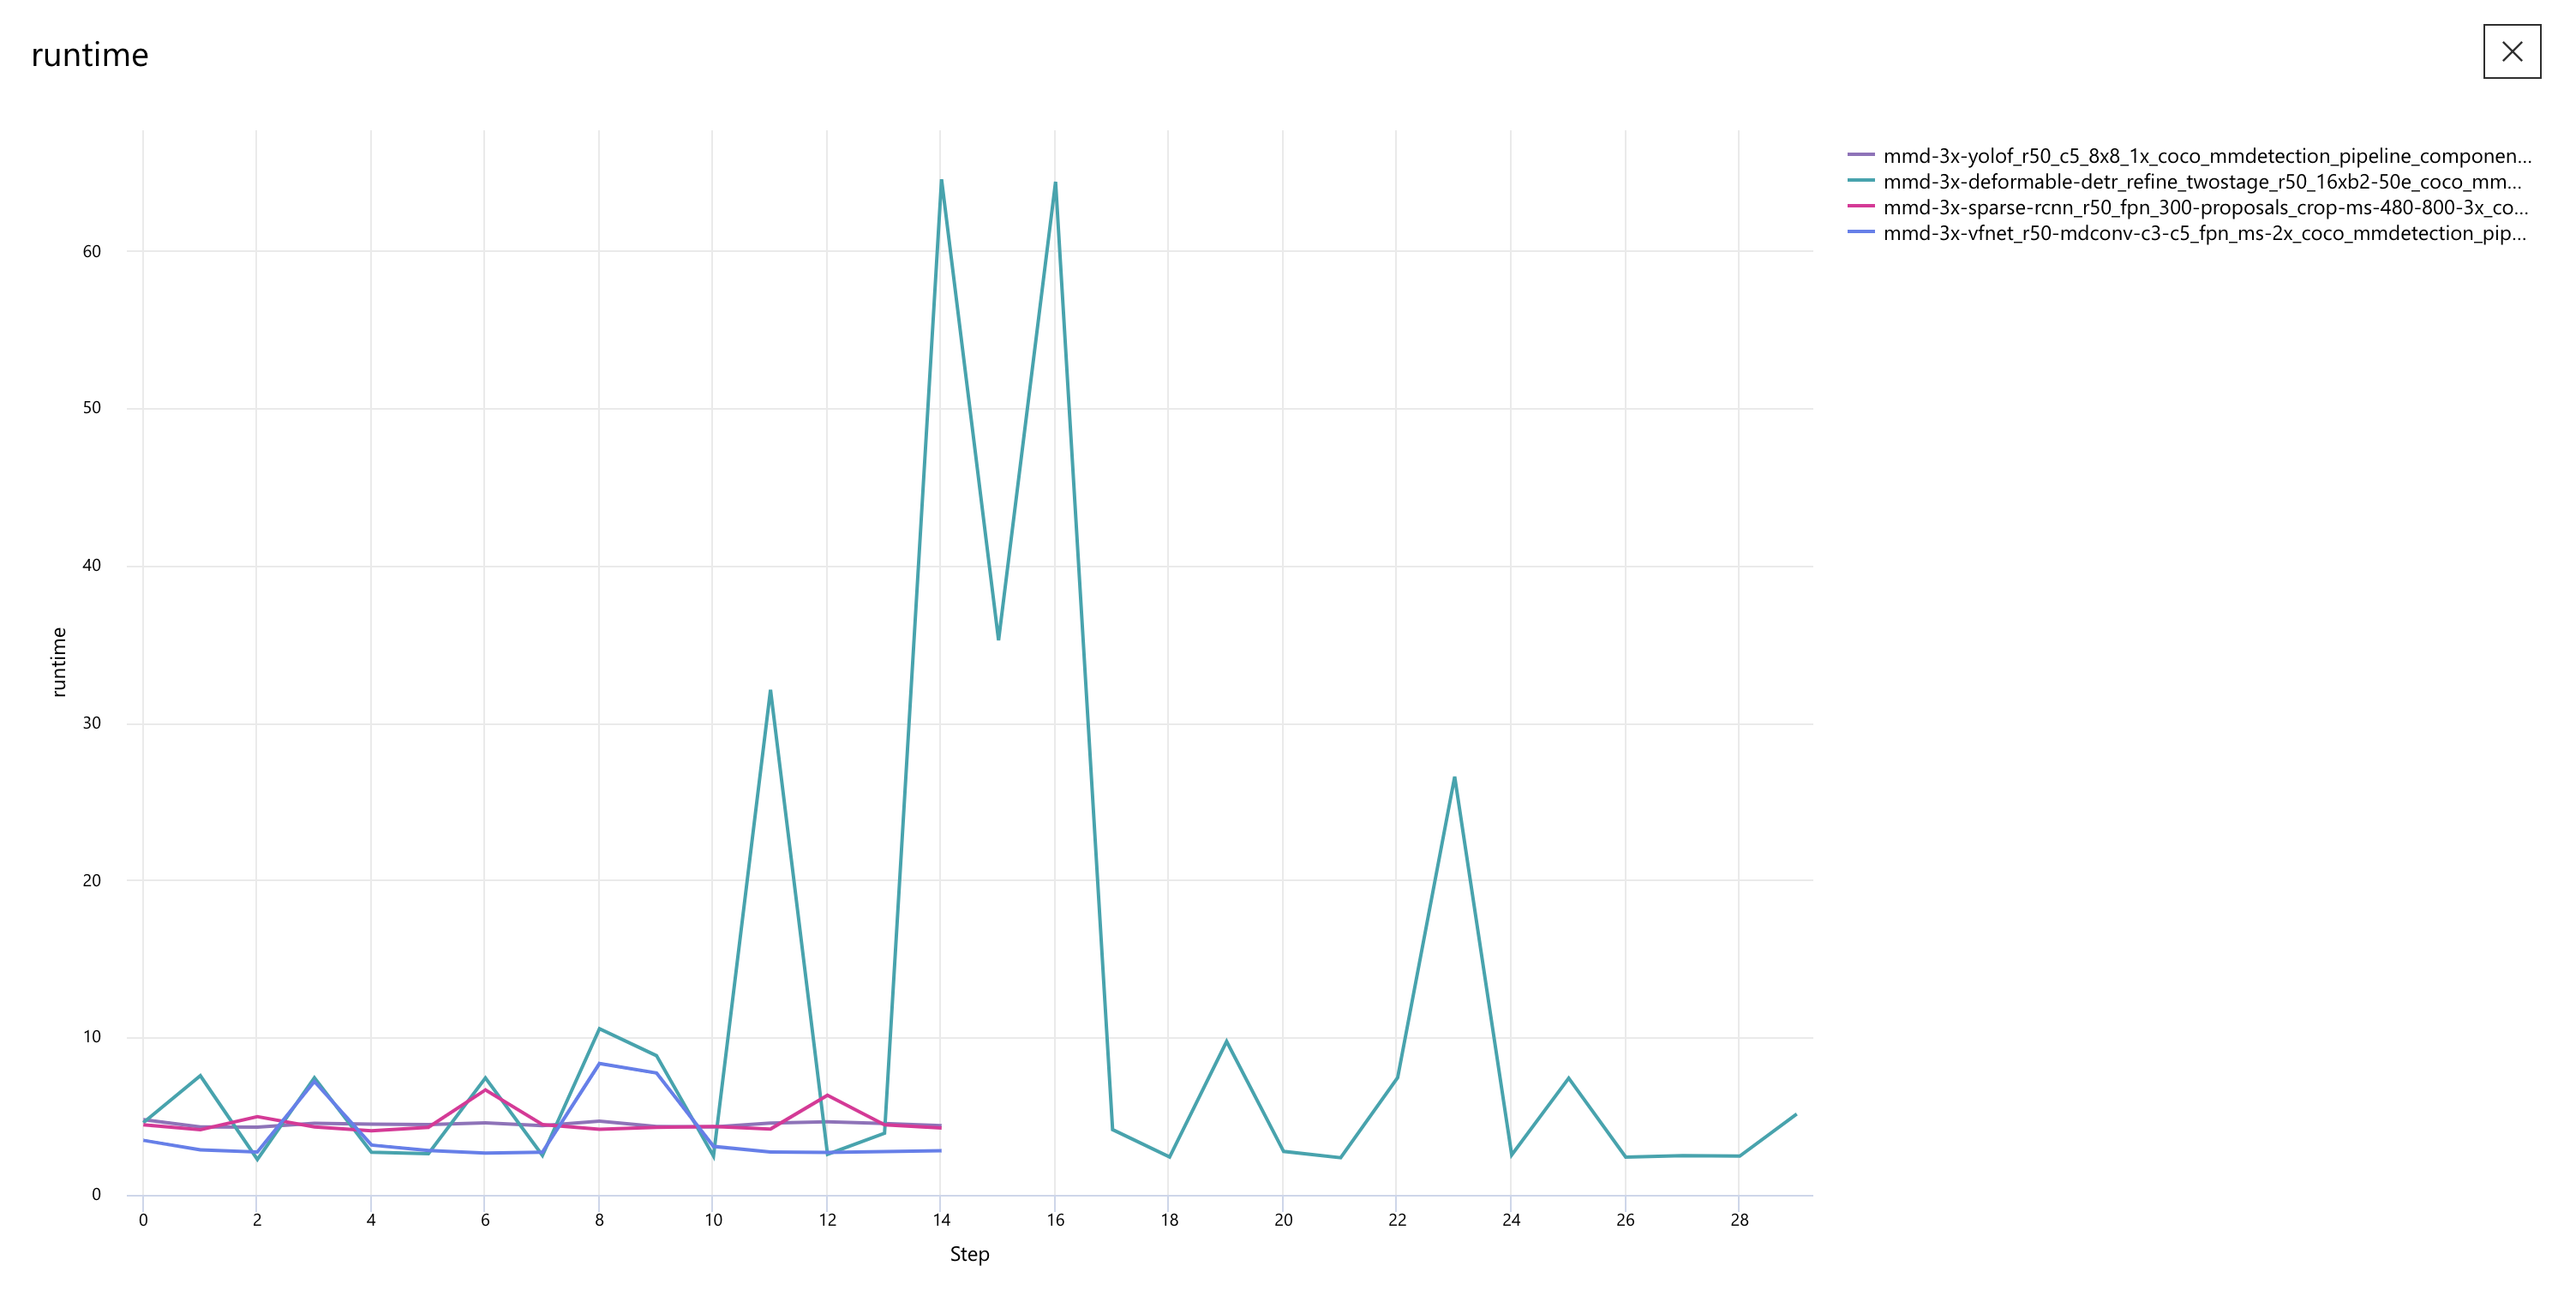 runtime
mmd-3x-yolof_r50_c5_8x8_1x_coco_mmdetection_pipeline_componen...
mmd-3x-deformable-detr_refine_twostage_r50_16xb2-50e_coco_mm...
mmd-3x-sparse-rcnn_r50_fpn_300-proposals_crop-ms-480-800-3x_co...
mmd-3x-vfnet_r50-mdconv-c3-c5_fpn_ms-2x_coco_mmdetection_pip...
60
50
40
30
20
10
0
runtime
0 2 4 6 8 10 12 14 16 18 20 22 24 26 28
Step